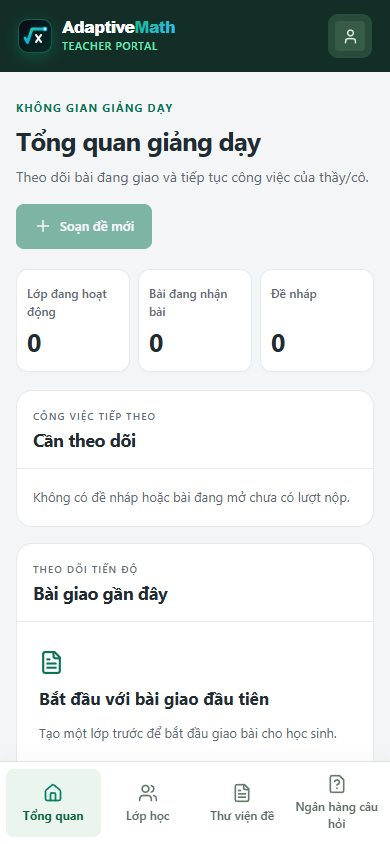 AdaptiveMath
TEACHER PORTAL
KHÔNG GIAN GIẢNG DẠY
Tổng quan giảng dạy
Theo dõi bài đang giao và tiếp tục công việc của thầy/cô.
Soạn đề mới
Lớp đang hoạt
động
0
Bài đang nhận
bài
0
Đề nháp
0
CÔNG VIỆC TIẾP THEO
Cần theo dõi
Không có đề nháp hoặc bài đang mở chưa có lượt nộp.
THEO DÕI TIẾN ĐỘ
Bài giao gần đây
Bắt đầu với bài giao đầu tiên
Tạo một lớp trước để bắt đầu giao bài cho học sinh.
Tổng quan
Lớp học
Thư viện đề
Ngân hàng câu
hỏi